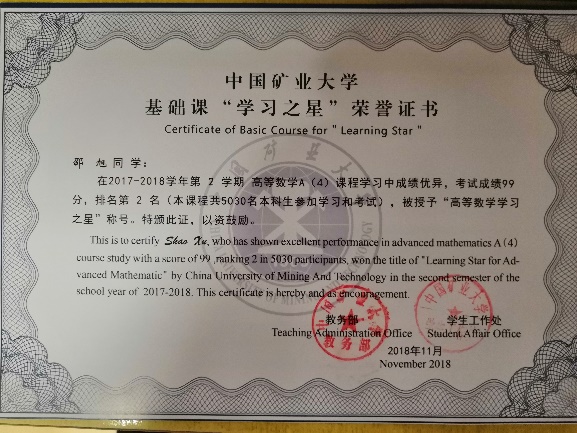 中国矿业大学
基础课“学习之星”荣誉证书
Certificate of Basic Course for "Learning Star"
邵 旭 同学：
在2017-2018学年第 2 学期 高等数学A（4）课程学习中成绩优异，考试成绩99
分，排名第 2 名（本课程共5030名本科生参加学习和考试），被授予“高等数学学习
之星”称号。特颁此证，以资鼓励。
This is to certify Shao Xu, who has shown excellent performance in advanced mathematics A (4)
course study with a score of 99 ,ranking 2 in 5030 participants, won the title of "Learning Star for Ad-
vanced Mathematic" by China University of Mining And Technology in the second semester of the
school year of 2017-2018. This certificate is hereby and as encouragement.
教务部 学生工作处
Teaching Administration Office Student Affair Office
教务部
2018年11月
November 2018